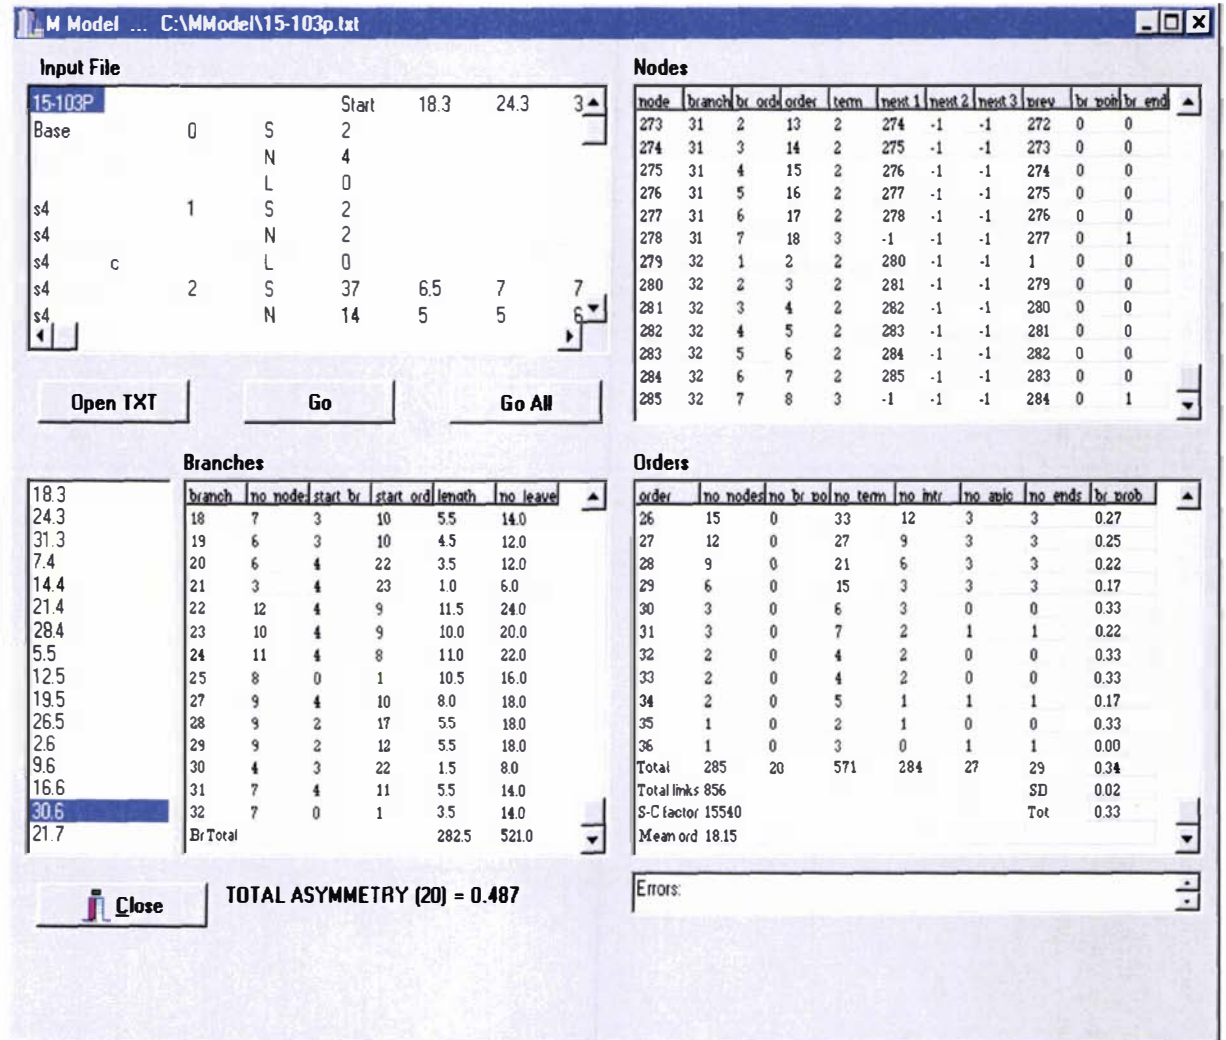 M Model ... C:\MModel\15-103p.txt
Input File
15-103P Start 18.3 24.3 3
Base 0 S 2
N 4
L 0
s4 1 S 2
s4 N 2
s4 c L 0
s4 2 S 37 6.5 7 7
s4 N 14 5 5 6
Open TXT Go Go All
Nodes
node branch br orde order term next 1 next 2 next 3 prev br poin br end
273 31 2 13 2 274 -1 -1 272 0 0
274 31 3 14 2 275 -1 -1 273 0 0
275 31 4 15 2 276 -1 -1 274 0 0
276 31 5 16 2 277 -1 -1 275 0 0
277 31 6 17 2 278 -1 -1 276 0 0
278 31 7 18 3 -1 -1 -1 277 0 1
279 32 1 2 2 280 -1 -1 1 0 0
280 32 2 3 2 281 -1 -1 279 0 0
281 32 3 4 2 282 -1 -1 280 0 0
282 32 4 5 2 283 -1 -1 281 0 0
283 32 5 6 2 284 -1 -1 282 0 0
284 32 6 7 2 285 -1 -1 283 0 0
285 32 7 8 3 -1 -1 -1 284 0 1
18.3
24.3
31.3
7.4
14.4
21.4
28.4
5.5
12.5
19.5
26.5
2.6
9.6
16.6
30.6
21.7
Branches
branch no node: start br start ord length no leave
18 7 3 10 5.5 14.0
19 6 3 10 4.5 12.0
20 6 4 22 3.5 12.0
21 3 4 23 1.0 6.0
22 12 4 9 11.5 24.0
23 10 4 9 10.0 20.0
24 11 4 8 11.0 22.0
25 8 0 1 10.5 16.0
27 9 4 10 8.0 18.0
28 9 2 17 5.5 18.0
29 9 2 12 5.5 18.0
30 4 3 22 1.5 8.0
31 7 4 11 5.5 14.0
32 7 0 1 3.5 14.0
Br Total 282.5 521.0
Orders
order no nodes no br po no term no intr no apic no ends br prob
26 15 0 33 12 3 3 0.27
27 12 0 27 9 3 3 0.25
28 9 0 21 6 3 3 0.22
29 6 0 15 3 3 3 0.17
30 3 0 6 3 0 0 0.33
31 3 0 7 2 1 1 0.22
32 2 0 4 2 0 0 0.33
33 2 0 4 2 0 0 0.33
34 2 0 5 1 1 1 0.17
35 1 0 2 1 0 0 0.33
36 1 0 3 0 1 1 0.00
Total 285 20 571 284 27 29 0.34
Total links 856 SD 0.02
S-C factor 15540 Tot 0.33
Mean ord 18.15
Close
TOTAL ASYMMETRY (20) = 0.487
Errors: